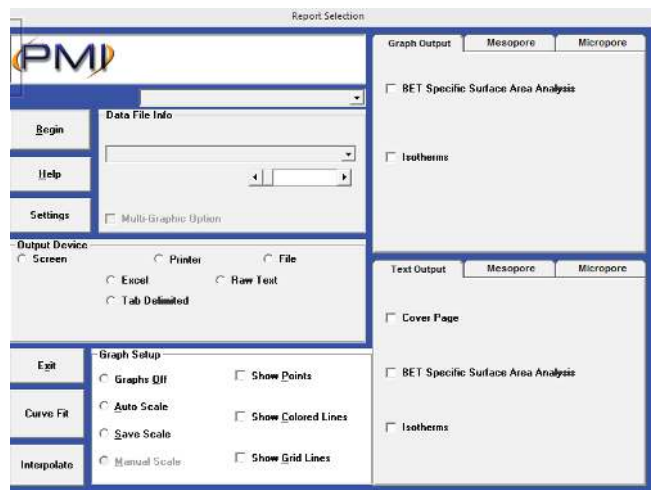 Report Selection
PMI
Begin
Help
Settings
Data File Info
Multi-Graphic Option
Output Device
Screen
Printer
File
Excel
Raw Text
Tab Delimited
Exit
Curve Fit
Interpolate
Graph Setup
Graphs Off
Auto Scale
Save Scale
Manual Scale
Show Points
Show Colored Lines
Show Grid Lines
Graph Output
Mesopore
Micropore
BET Specific Surface Area Analysis
Isotherms
Text Output
Mesopore
Micropore
Cover Page
BET Specific Surface Area Analysis
Isotherms